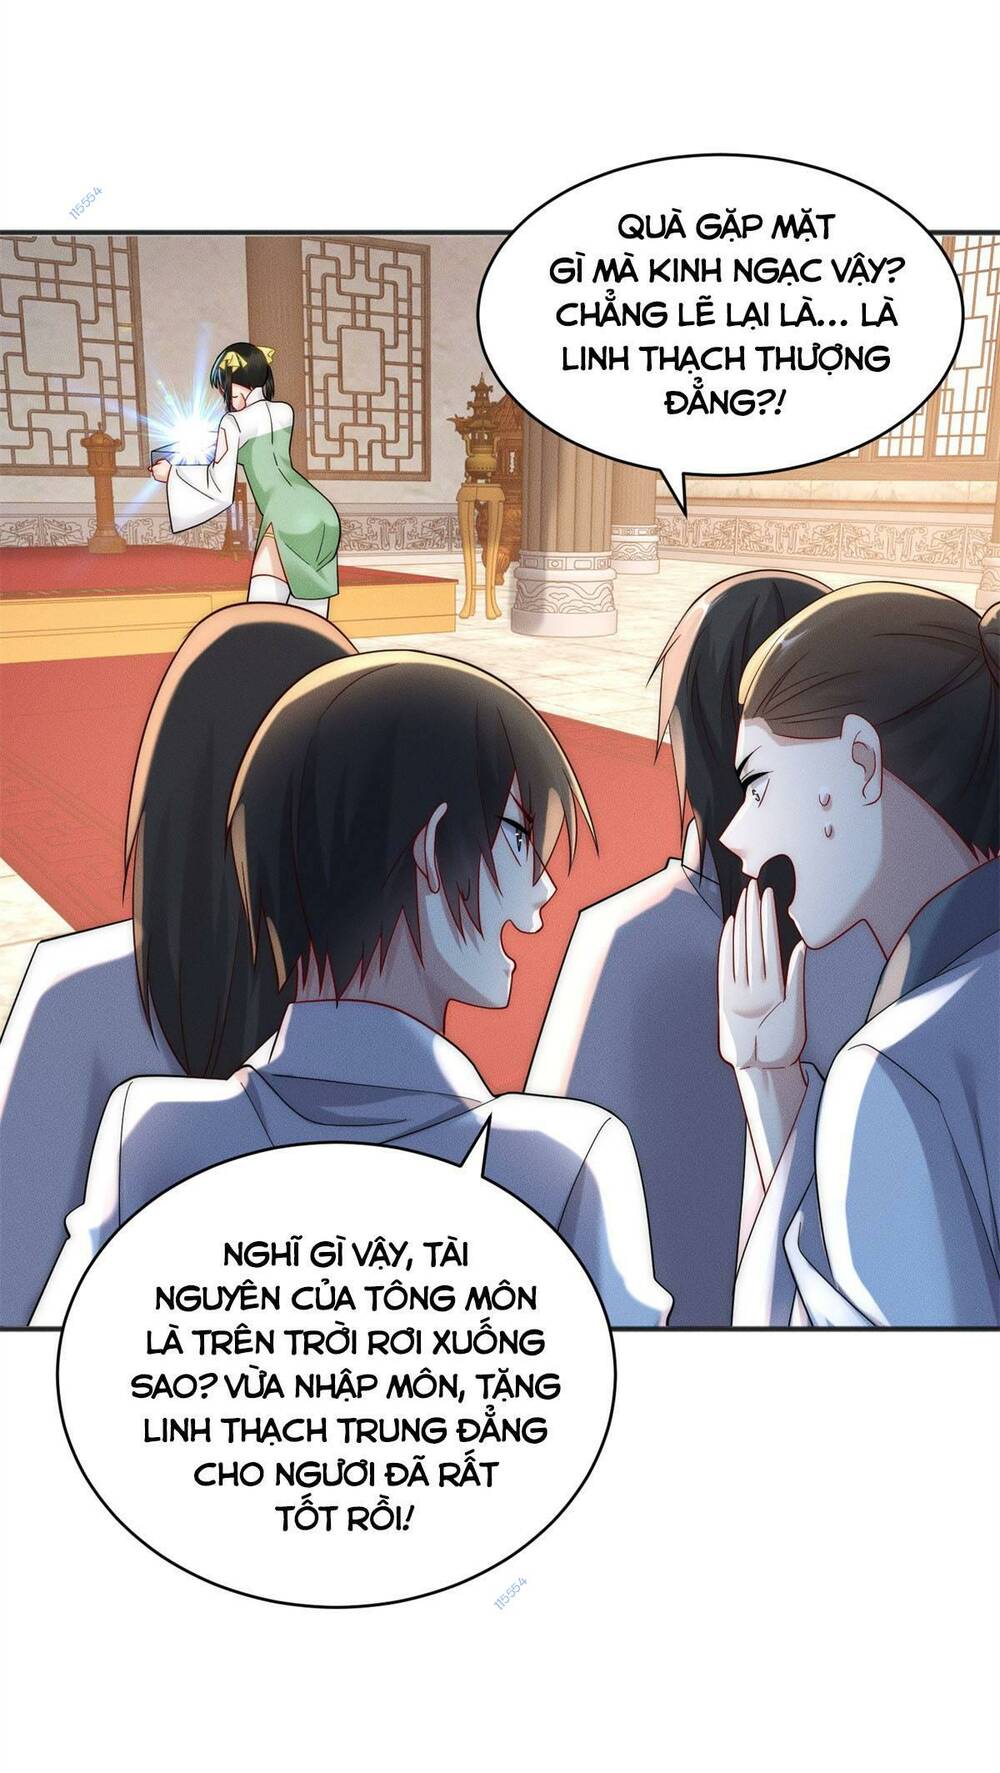 115554
QUÀ GẶP MẶT
GÌ MÀ KINH NGẠC VẬY?
CHẲNG LẼ LẠI LÀ... LÀ
LINH THẠCH THƯỢNG
ĐẲNG?!
NGHĨ GÌ VẬY, TÀI
NGUYÊN CỦA TÔNG MÔN
LÀ TRÊN TRỜI RƠI XUỐNG
SAO? VỪA NHẬP MÔN, TẶNG
LINH THẠCH TRUNG ĐẲNG
CHO NGƯƠI ĐÃ RẤT
TỐT RỒI!
115554